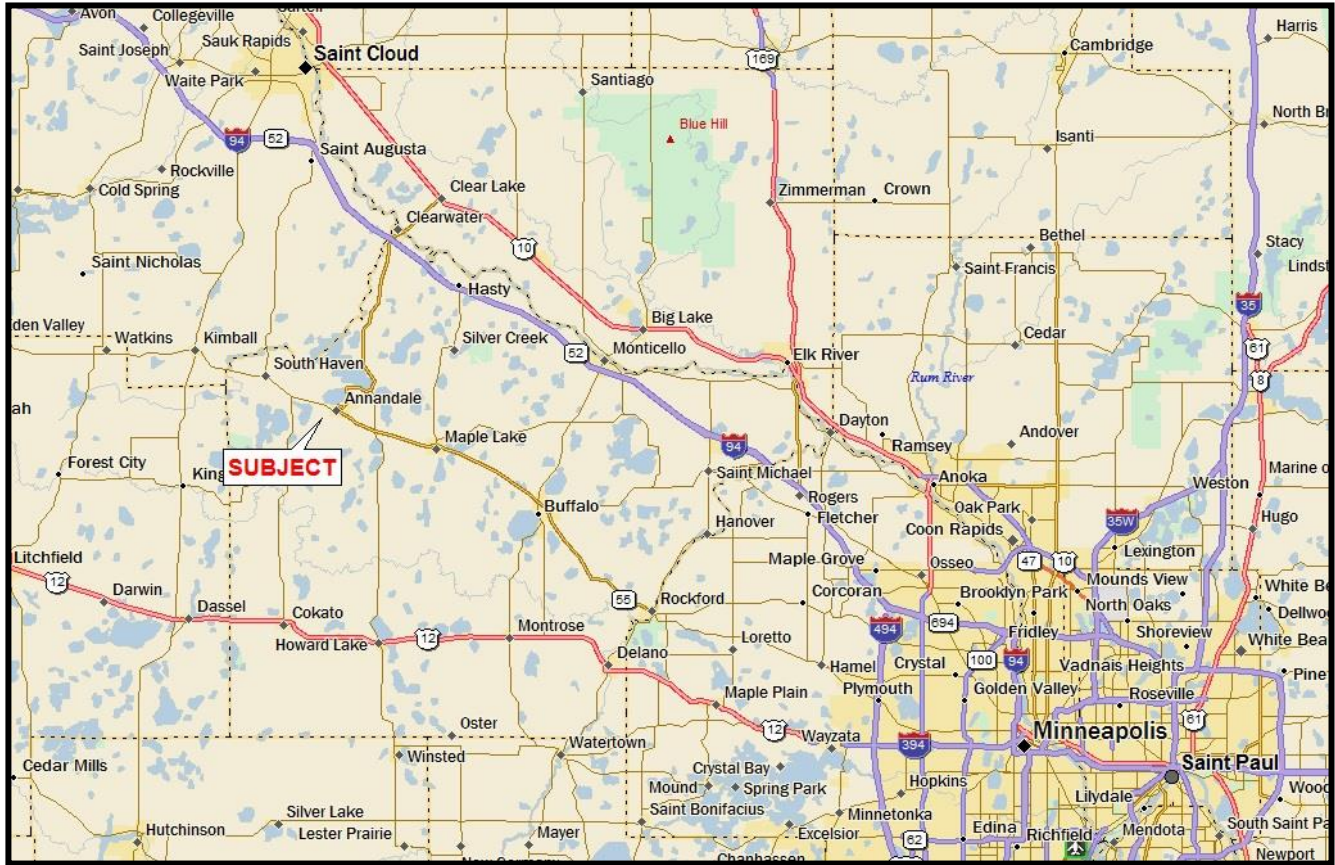 Avon
Collegeville
Sartell
Harris
Sauk Rapids
Saint Joseph
Saint Cloud
Cambridge
169
Waite Park
Santiago
North Br
Blue Hill
94
52
Isanti
Saint Augusta
Rockville
Cold Spring
Clear Lake
Zimmerman
Crown
Clearwater
10
Bethel
Stacy
Saint Nicholas
Saint Francis
Linds
Hasty
35
den Valley
Big Lake
Watkins
Kimball
Silver Creek
52
Monticello
Cedar
61
Elk River
South Haven
Rum River
8
ah
Annandale
Dayton
Maple Lake
94
Ramsey
Andover
SUBJECT
Forest City
King
Saint Michael
Marine o
Anoka
Weston
Rogers
Buffalo
Fletcher
Oak Park
35W
Hanover
Coon Rapids
Hugo
Litchfield
Maple Grove
Lexington
12
Osseo
47
10
Mounds View
Darwin
55
Rockford
Corcoran
Brooklyn Park
White Be
Dassel
Cokato
North Oaks
Dellwo
494
694
Montrose
Fridley
Shoreview
Howard Lake
12
Loretto
White Bea
Delano
Hamel
Crystal
100
94
Vadnais Heights
Pine
Maple Plain
Plymouth
Golden Valley
Roseville
12
61
Oster
Wayzata
394
Minneapolis
Watertown
Winsted
Cedar Mills
Crystal Bay
Saint Paul
Mound
Spring Park
Hopkins
Wood
Saint Bonifacius
Lilydale
Silver Lake
Minnetonka
Hutchinson
Lester Prairie
Mayer
Excelsior
62
Edina
Richfield
Mendota
South Saint Pa
New Germany
Chanhassen
Newport